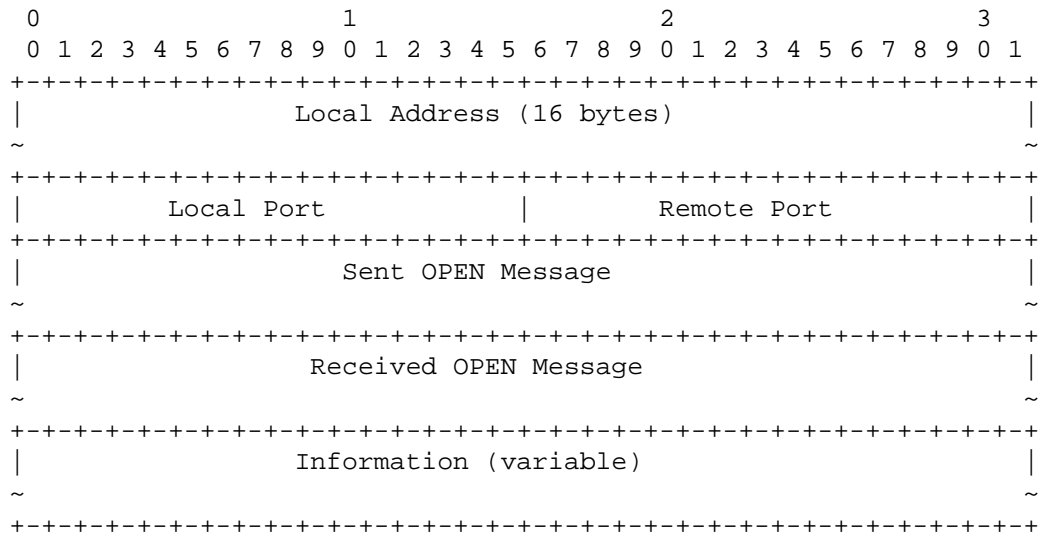 0                   1                   2                   3
 0 1 2 3 4 5 6 7 8 9 0 1 2 3 4 5 6 7 8 9 0 1 2 3 4 5 6 7 8 9 0 1
+-+-+-+-+-+-+-+-+-+-+-+-+-+-+-+-+-+-+-+-+-+-+-+-+-+-+-+-+-+-+-+-+
|                 Local Address (16 bytes)                      |
~                                                               ~
+-+-+-+-+-+-+-+-+-+-+-+-+-+-+-+-+-+-+-+-+-+-+-+-+-+-+-+-+-+-+-+-+
|         Local Port            |        Remote Port            |
+-+-+-+-+-+-+-+-+-+-+-+-+-+-+-+-+-+-+-+-+-+-+-+-+-+-+-+-+-+-+-+-+
|                    Sent OPEN Message                          |
~                                                               ~
+-+-+-+-+-+-+-+-+-+-+-+-+-+-+-+-+-+-+-+-+-+-+-+-+-+-+-+-+-+-+-+-+
|                  Received OPEN Message                        |
~                                                               ~
+-+-+-+-+-+-+-+-+-+-+-+-+-+-+-+-+-+-+-+-+-+-+-+-+-+-+-+-+-+-+-+-+
|                 Information (variable)                        |
~                                                               ~
+-+-+-+-+-+-+-+-+-+-+-+-+-+-+-+-+-+-+-+-+-+-+-+-+-+-+-+-+-+-+-+-+